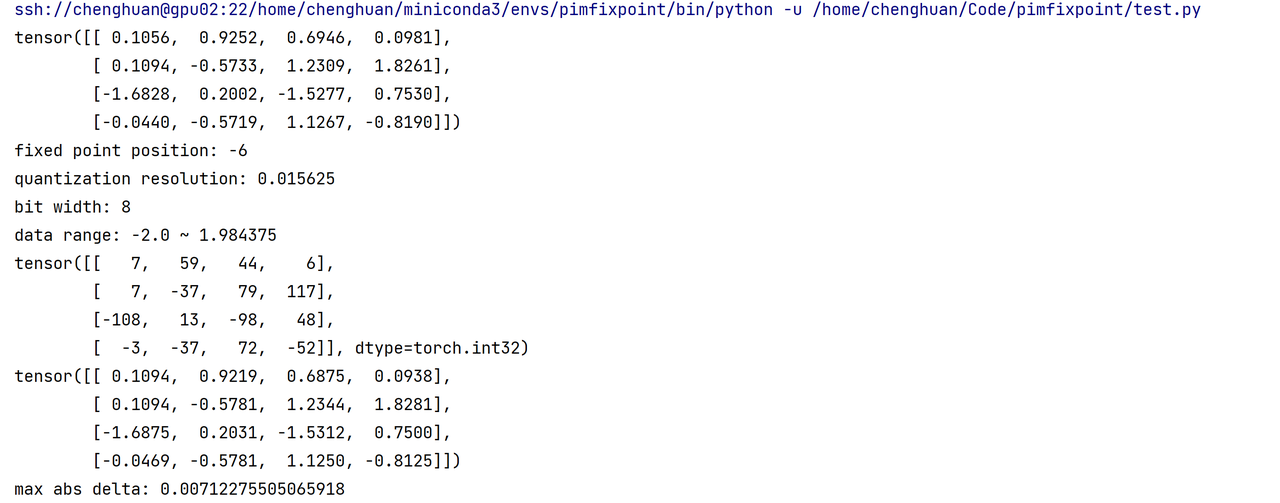 ssh://chenghuan@gpu02:22/home/chenghuan/miniconda3/envs/pimfixpoint/bin/python -u /home/chenghuan/Code/pimfixpoint/test.py
tensor([[ 0.1056,  0.9252,  0.6946,  0.0981],
        [ 0.1094, -0.5733,  1.2309,  1.8261],
        [-1.6828,  0.2002, -1.5277,  0.7530],
        [-0.0440, -0.5719,  1.1267, -0.8190]])
fixed point position: -6
quantization resolution: 0.015625
bit width: 8
data range: -2.0 ~ 1.984375
tensor([[   7,   59,   44,    6],
        [   7,  -37,   79,  117],
        [-108,   13,  -98,   48],
        [  -3,  -37,   72,  -52]], dtype=torch.int32)
tensor([[ 0.1094,  0.9219,  0.6875,  0.0938],
        [ 0.1094, -0.5781,  1.2344,  1.8281],
        [-1.6875,  0.2031, -1.5312,  0.7500],
        [-0.0469, -0.5781,  1.1250, -0.8125]])
max abs delta: 0.00712275505065918